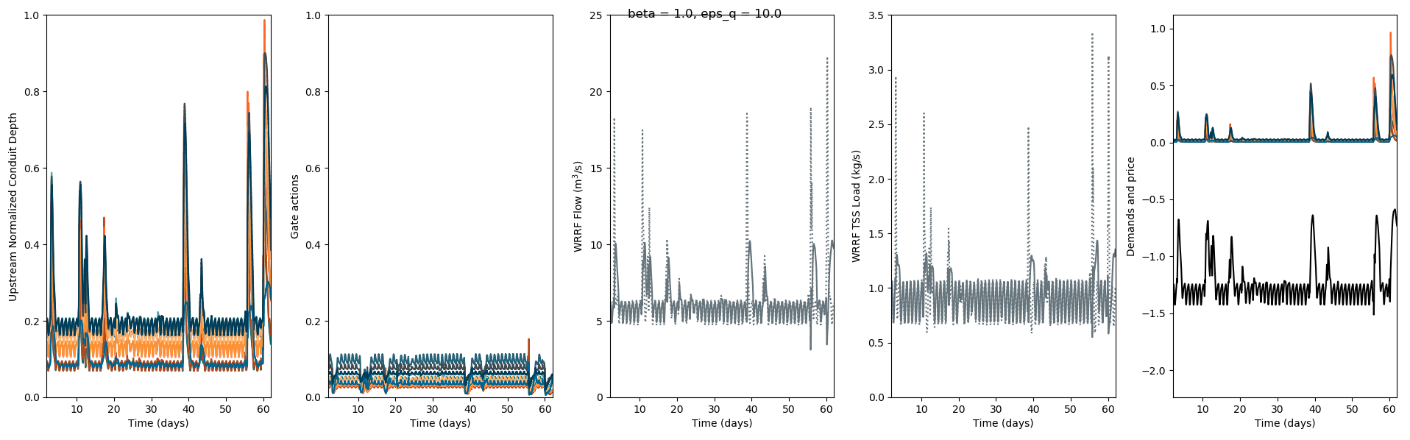 beta = 1.0, eps_q = 10.0
Upstream Normalized Conduit Depth
1.0
0.8
0.6
0.4
0.2
0.0
10 20 30 40 50 60
Time (days)
Gate actions
1.0
0.8
0.6
0.4
0.2
0.0
10 20 30 40 50 60
Time (days)
WRRF Flow (m³/s)
25
20
15
10
5
0
10 20 30 40 50 60
Time (days)
WRRF TSS Load (kg/s)
3.5
3.0
2.5
2.0
1.5
1.0
0.5
0.0
10 20 30 40 50 60
Time (days)
Demands and price
1.0
0.5
0.0
−0.5
−1.0
−1.5
−2.0
10 20 30 40 50 60
Time (days)